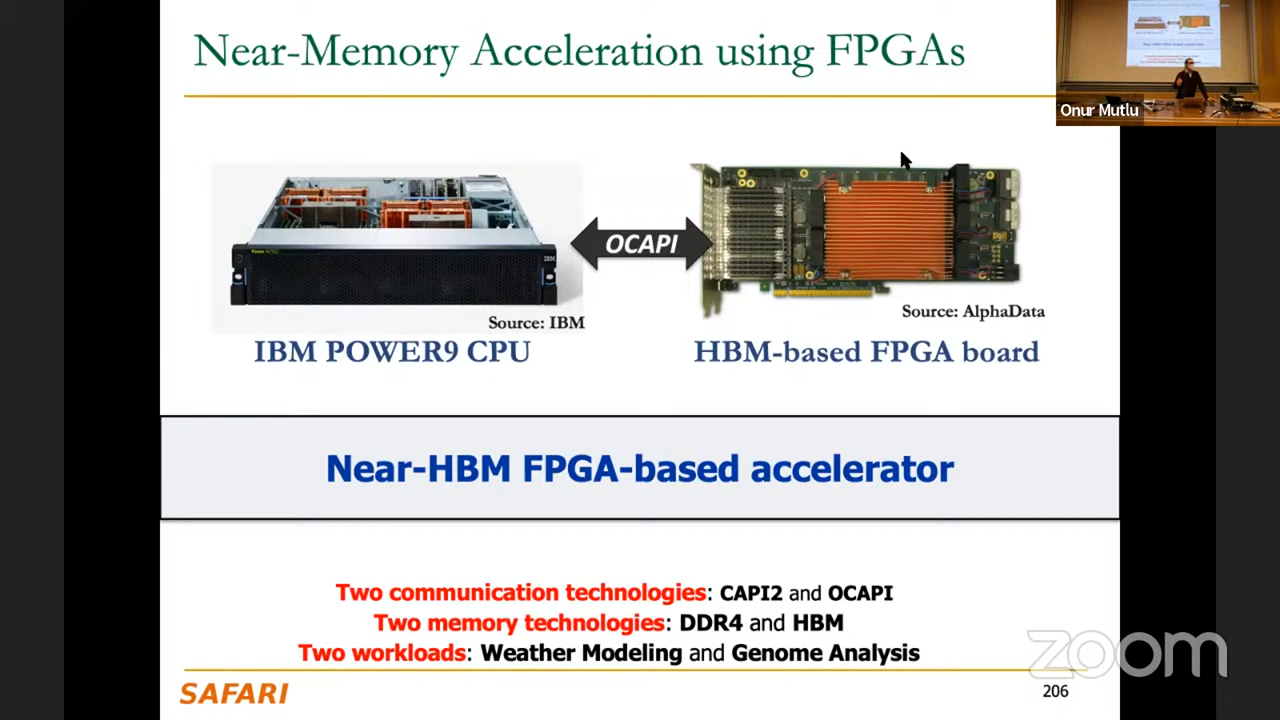 Near-Memory Acceleration using FPGAs
Onur Mutlu
OCAPI
IBM
Source: IBM
Source: AlphaData
IBM POWER9 CPU
HBM-based FPGA board
Near-HBM FPGA-based accelerator
Two communication technologies: CAPI2 and OCAPI
Two memory technologies: DDR4 and HBM
Two workloads: Weather Modeling and Genome Analysis
zoom
SAFARI
206